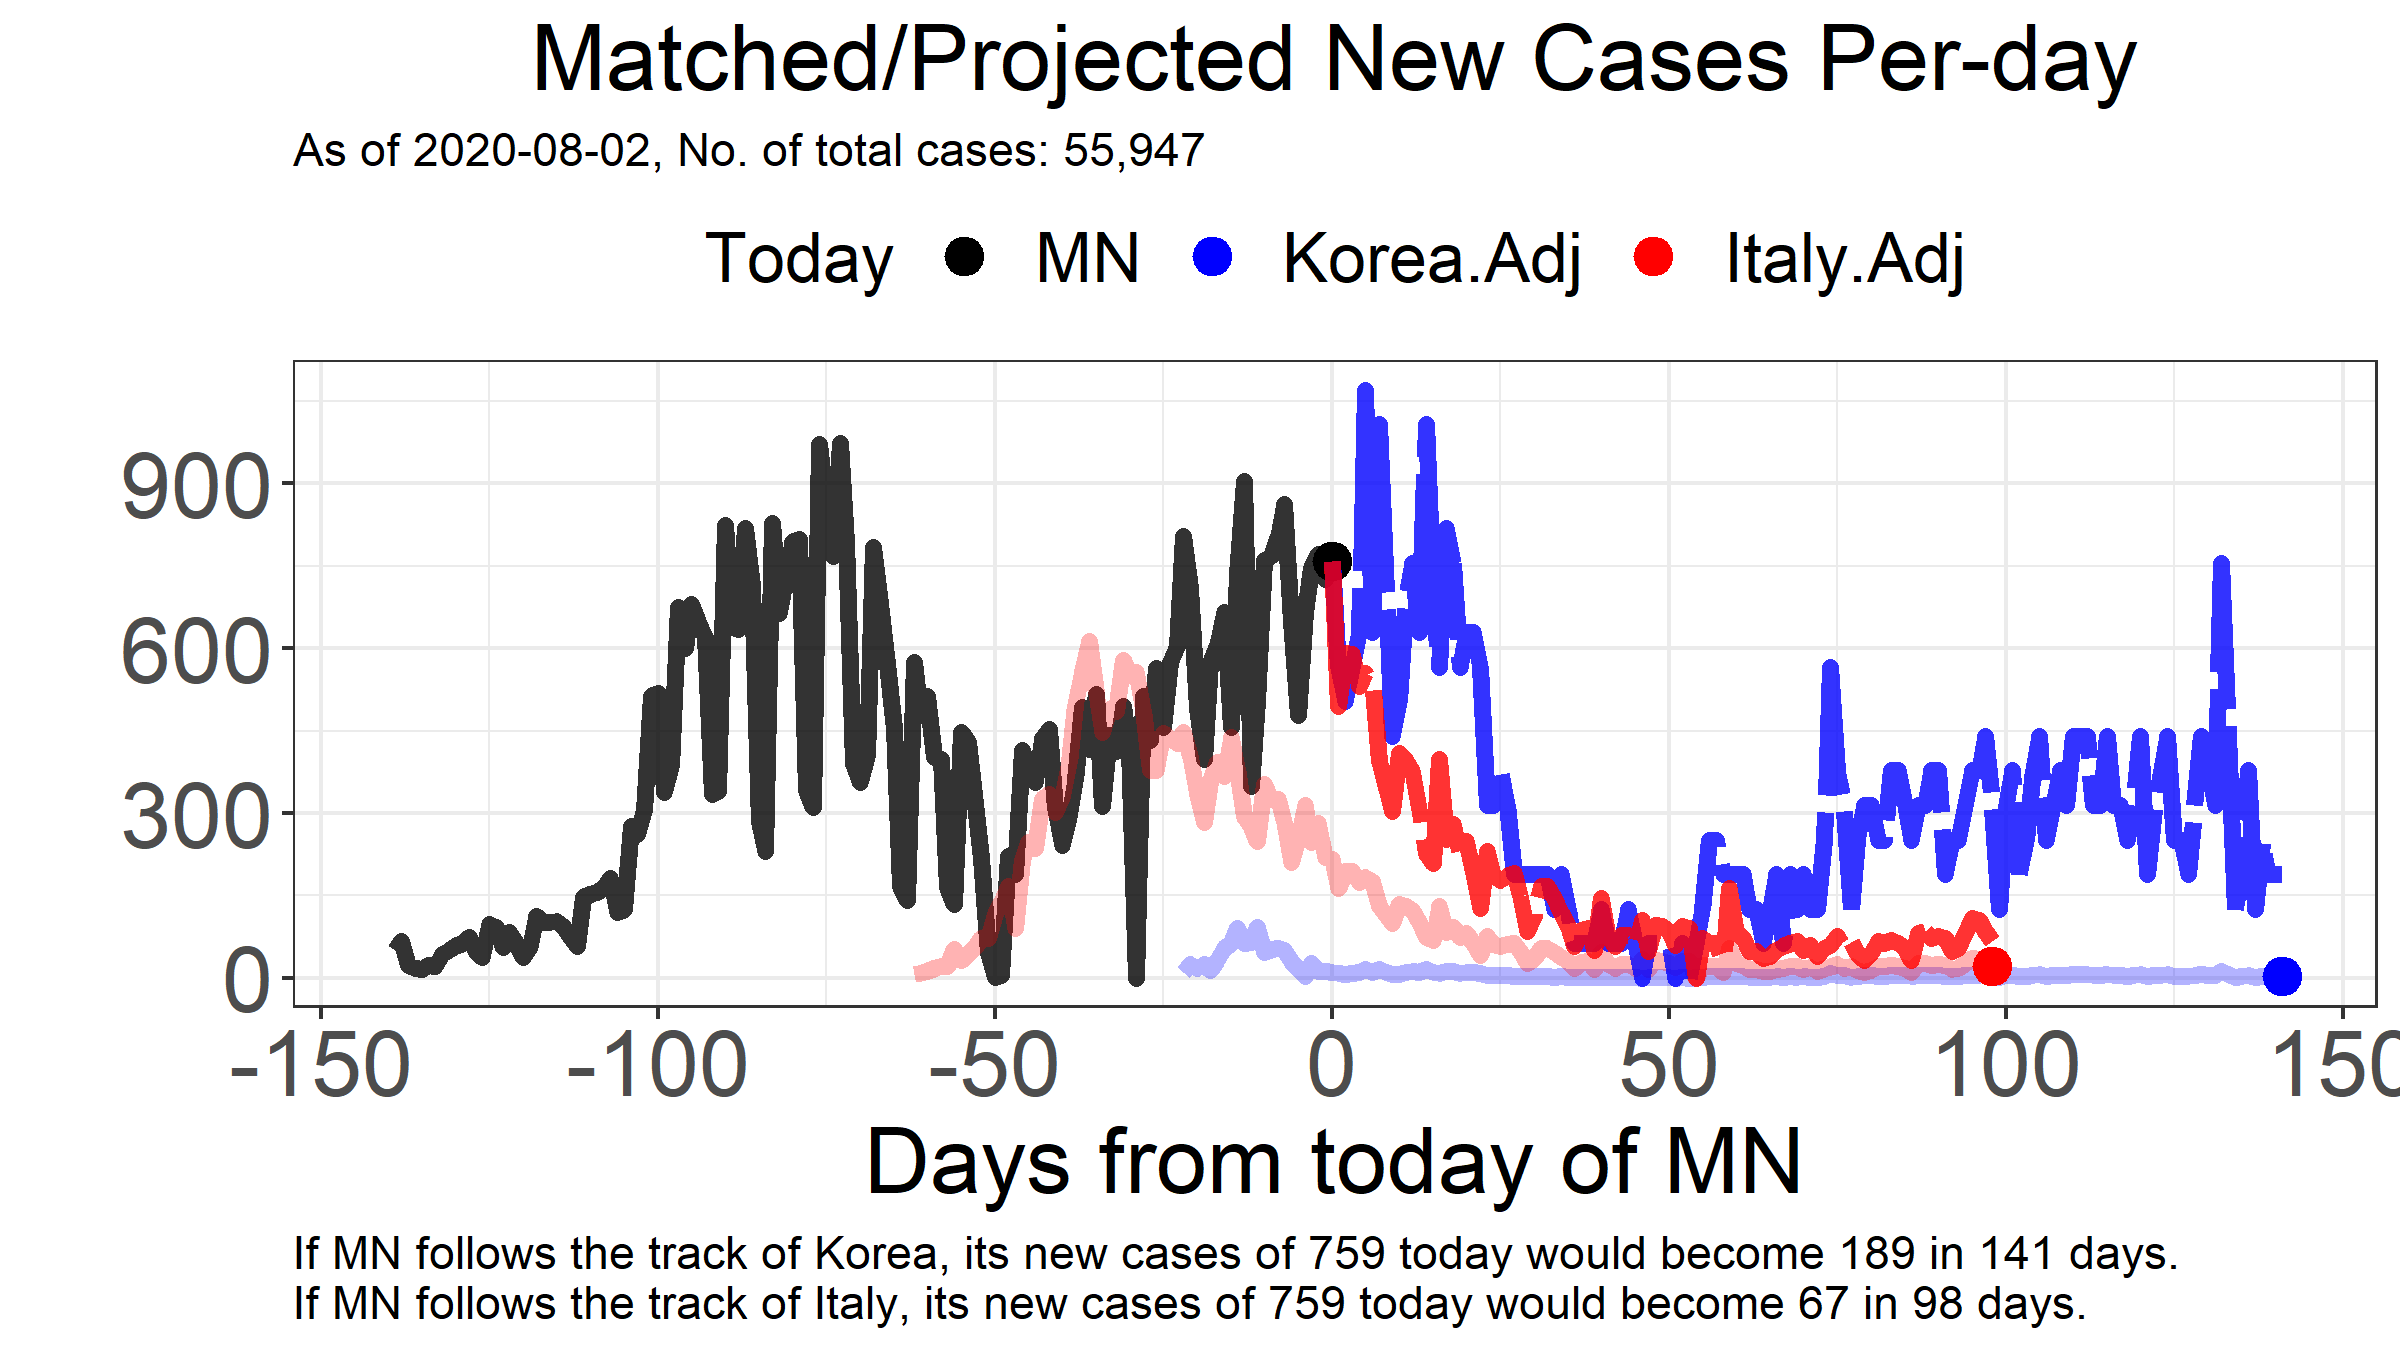 Matched/Projected New Cases Per-day
As of 2020-08-02, No. of total cases: 55,947
Today MN Korea.Adj Italy.Adj
900
600
300
0
-150 -100 -50 0 50 100 150
Days from today of MN
If MN follows the track of Korea, its new cases of 759 today would become 189 in 141 days.
If MN follows the track of Italy, its new cases of 759 today would become 67 in 98 days.